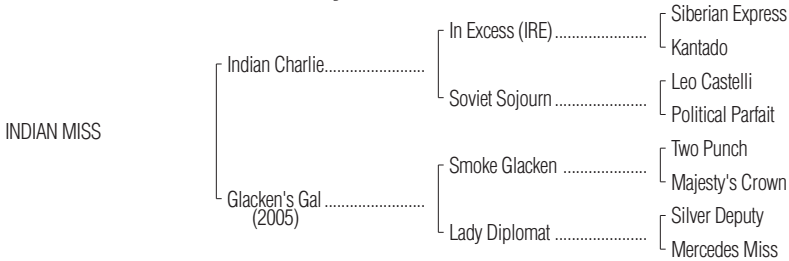 Siberian Express
In Excess (IRE)......................
Kantado
Indian Charlie........................
Leo Castelli
Soviet Sojourn......................
Political Parfait
INDIAN MISS
Two Punch
Smoke Glacken....................
Majesty's Crown
Glacken's Gal........................
(2005)
Silver Deputy
Lady Diplomat......................
Mercedes Miss